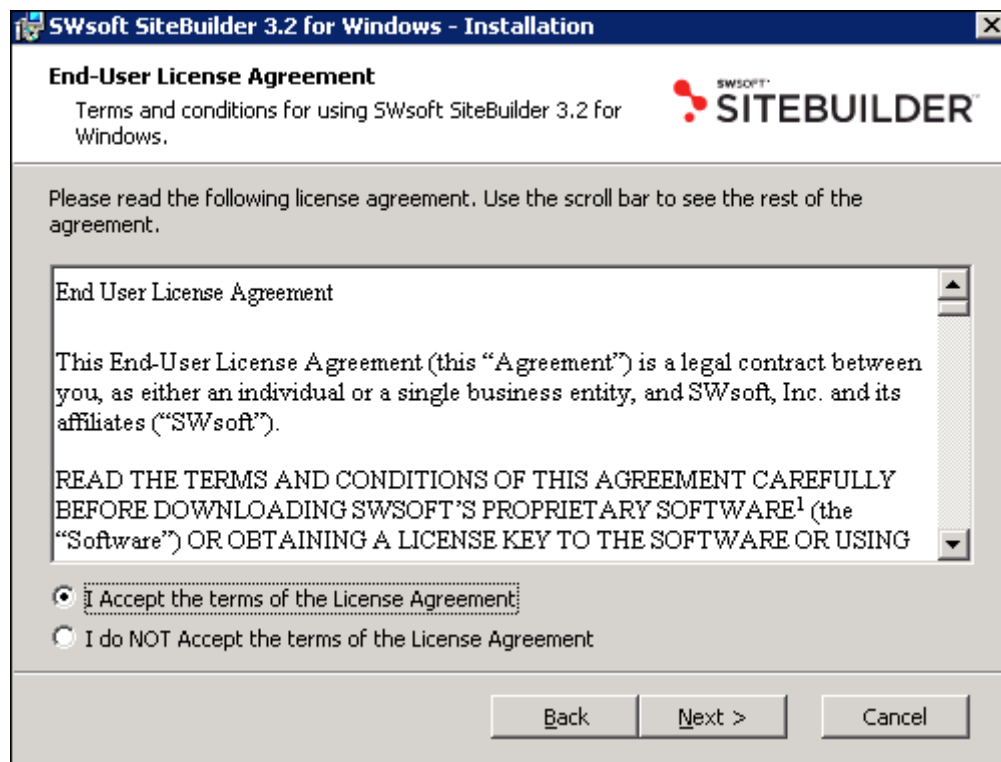 SWsoft SiteBuilder 3.2 for Windows - Installation
End-User License Agreement
Terms and conditions for using SWsoft SiteBuilder 3.2 for
Windows.
SWSOFT™
SITEBUILDER™
Please read the following license agreement. Use the scroll bar to see the rest of the
agreement.
End User License Agreement
This End-User License Agreement (this “Agreement”) is a legal contract between
you, as either an individual or a single business entity, and SWsoft, Inc. and its
affiliates (“SWsoft”).
READ THE TERMS AND CONDITIONS OF THIS AGREEMENT CAREFULLY
BEFORE DOWNLOADING SWSOFT’S PROPRIETARY SOFTWARE¹ (the
“Software”) OR OBTAINING A LICENSE KEY TO THE SOFTWARE OR USING
I Accept the terms of the License Agreement
I do NOT Accept the terms of the License Agreement
Back
Next >
Cancel